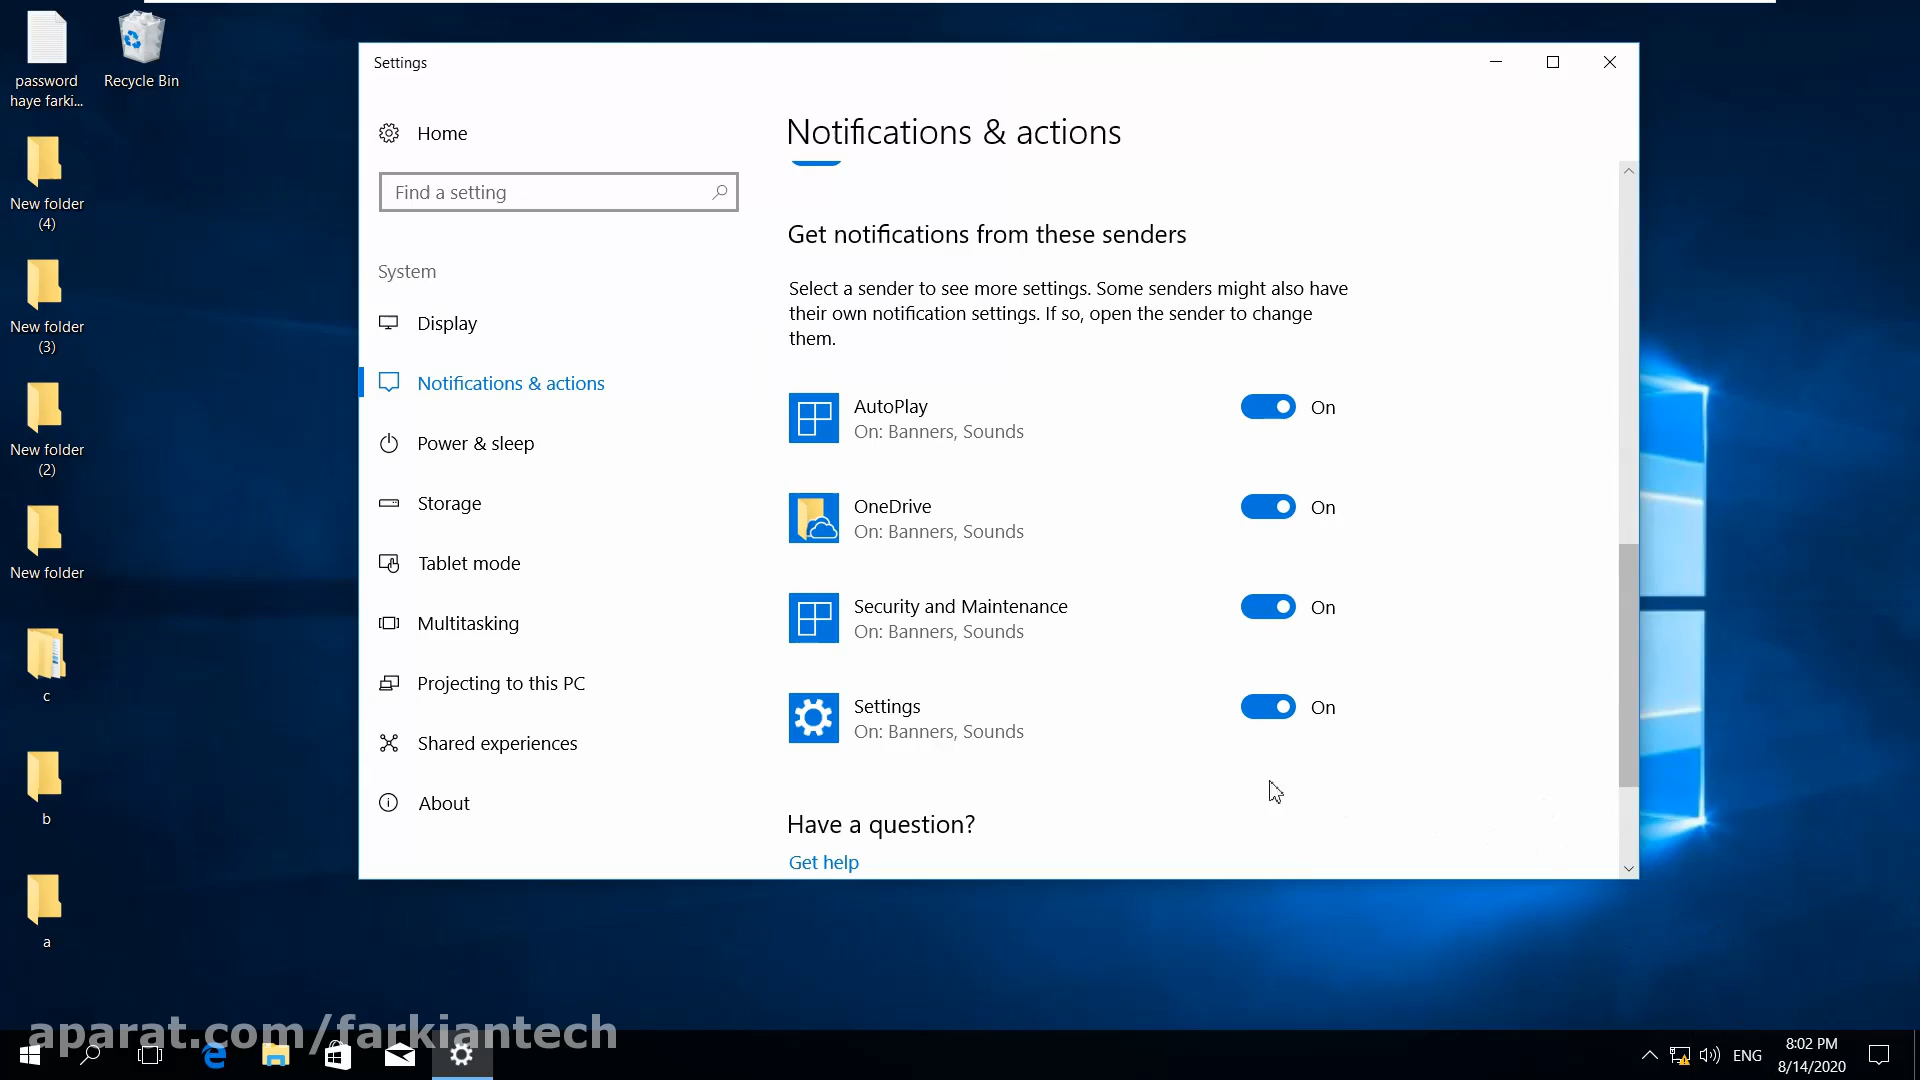 password
haye farki...
Recycle Bin
New folder
(4)
New folder
(3)
New folder
(2)
New folder
c
b
a
Settings
Home
Find a setting
System
Display
Notifications & actions
Power & sleep
Storage
Tablet mode
Multitasking
Projecting to this PC
Shared experiences
About
Notifications & actions
Get notifications from these senders
Select a sender to see more settings. Some senders might also have
their own notification settings. If so, open the sender to change
them.
AutoPlay
On: Banners, Sounds
On
OneDrive
On: Banners, Sounds
On
Security and Maintenance
On: Banners, Sounds
On
Settings
On: Banners, Sounds
On
Have a question?
Get help
aparat.com/farkiantech
ENG
8:02 PM
8/14/2020